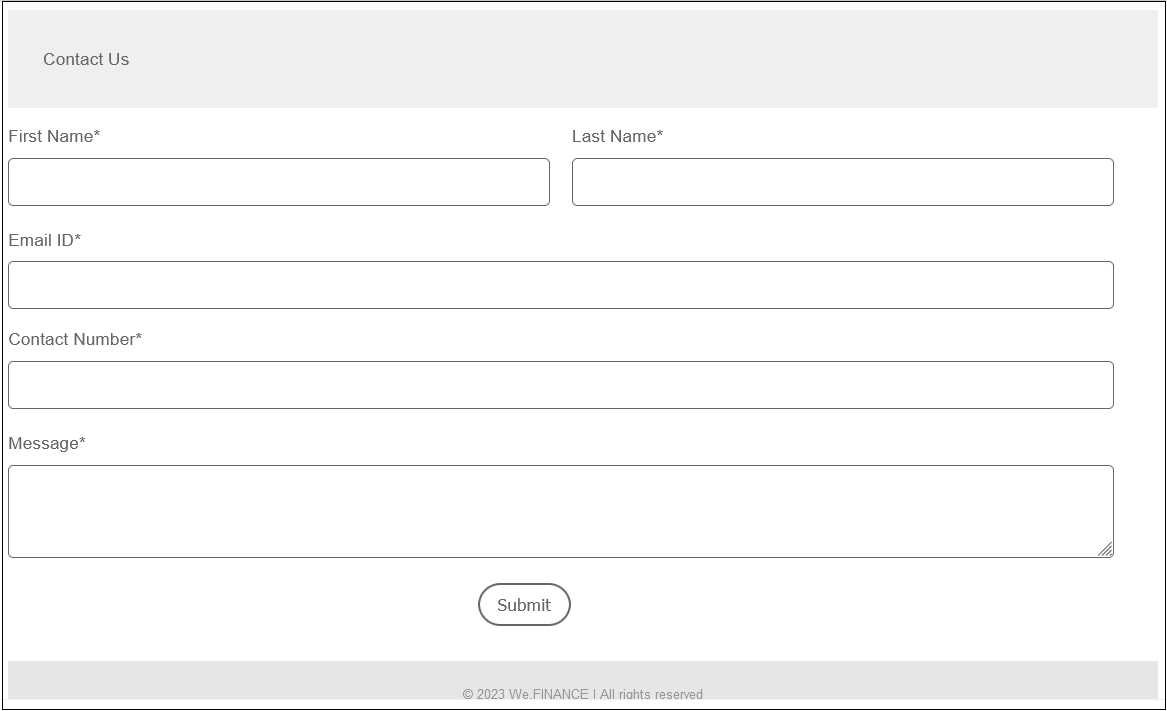 Contact Us
First Name* Last Name*
Email ID*
Contact Number*
Message*
Submit
© 2023 We.FINANCE | All rights reserved